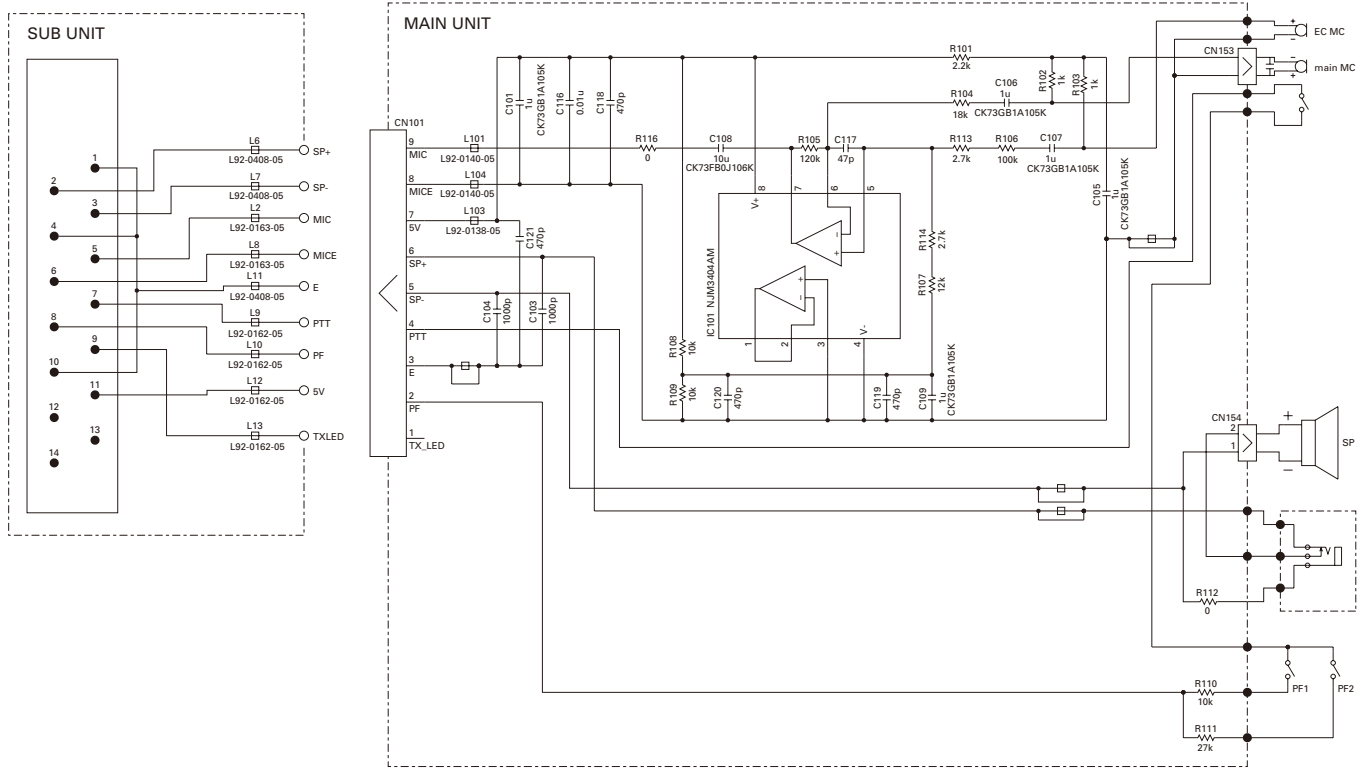 SUB UNIT
1
2
3
4
5
6
7
8
9
10
11
12
13
14
L6
L92-0408-05
SP+
L7
L92-0408-05
SP-
L2
L92-0163-05
MIC
L8
L92-0163-05
MICE
L11
L92-0408-05
E
L9
L92-0162-05
PTT
L10
L92-0162-05
PF
L12
L92-0162-05
5V
L13
L92-0162-05
TXLED
MAIN UNIT
CN101
9
MIC
8
MICE
7
5V
6
SP+
5
SP-
4
PTT
3
E
2
PF
1
TX_LED
L101
L92-0140-05
L104
L92-0140-05
L103
L92-0138-05
C101
1u
CK73GB1A105K
C116
0.01u
C118
470p
C121
470p
C104
1000p
C103
1000p
R116
0
C108
10u
CK73FB0J106K
R105
120k
C117
47p
R113
2.7k
R106
100k
C107
1u
CK73GB1A105K
R101
2.2k
R104
18k
C106
1u
CK73GB1A105K
R102
1k
R103
1k
C105
1u
CK73GB1A105K
IC101 NJM3404AM
V+
8
7
6
5
-
+
+
-
1
2
3
4
V-
R114
2.7k
R107
12k
R108
10k
R109
10k
C120
470p
C119
470p
C109
1u
CK73GB1A105K
CN153
+
-
EC MC
-
+
main MC
CN154
2
1
+
-
SP
R112
0
R110
10k
R111
27k
PF1
PF2